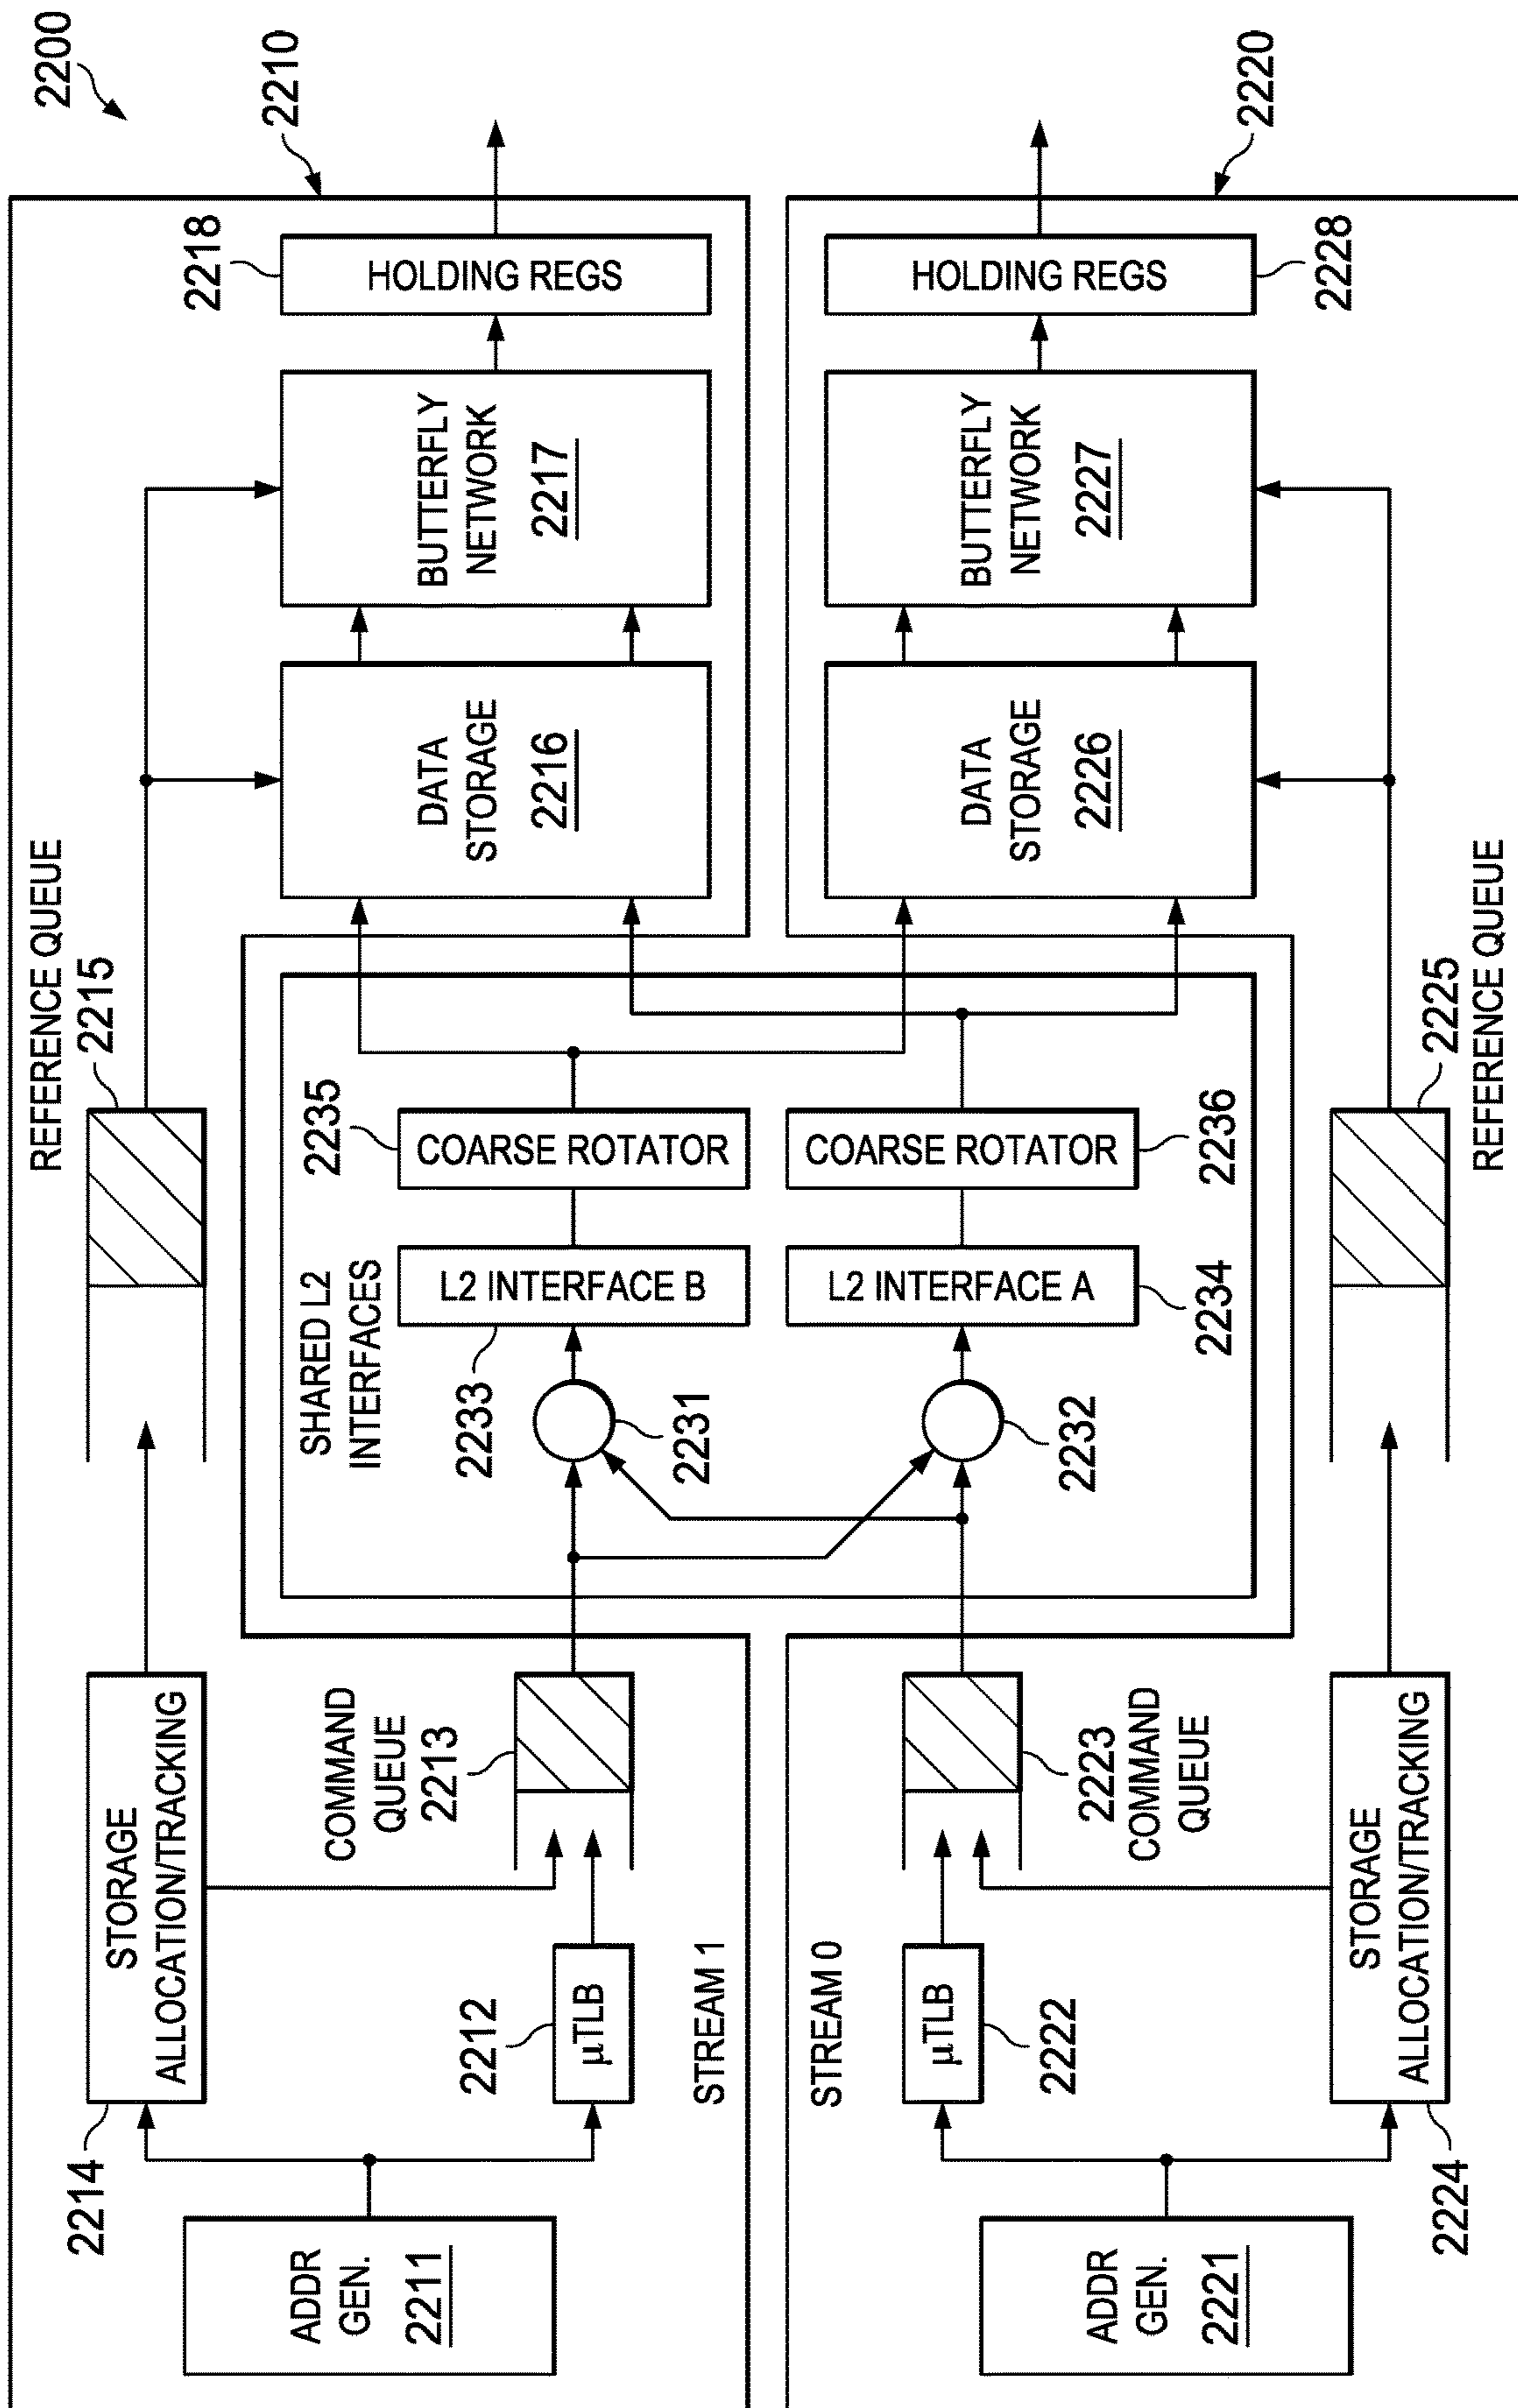 2200
2210
REFERENCE QUEUE
2215
2214
STORAGE
ALLOCATION/TRACKING
ADDR
GEN.
2211
2212
µTLB
COMMAND
QUEUE
2213
STREAM 1
SHARED L2
INTERFACES
2233
L2 INTERFACE B
2231
2235
COARSE ROTATOR
DATA
STORAGE
2216
BUTTERFLY
NETWORK
2217
2218
HOLDING REGS
2220
STREAM 0
ADDR
GEN.
2221
µTLB
2222
2223
COMMAND
QUEUE
STORAGE
ALLOCATION/TRACKING
2224
2232
L2 INTERFACE A
2234
COARSE ROTATOR
2236
2225
REFERENCE QUEUE
DATA
STORAGE
2226
BUTTERFLY
NETWORK
2227
HOLDING REGS
2228